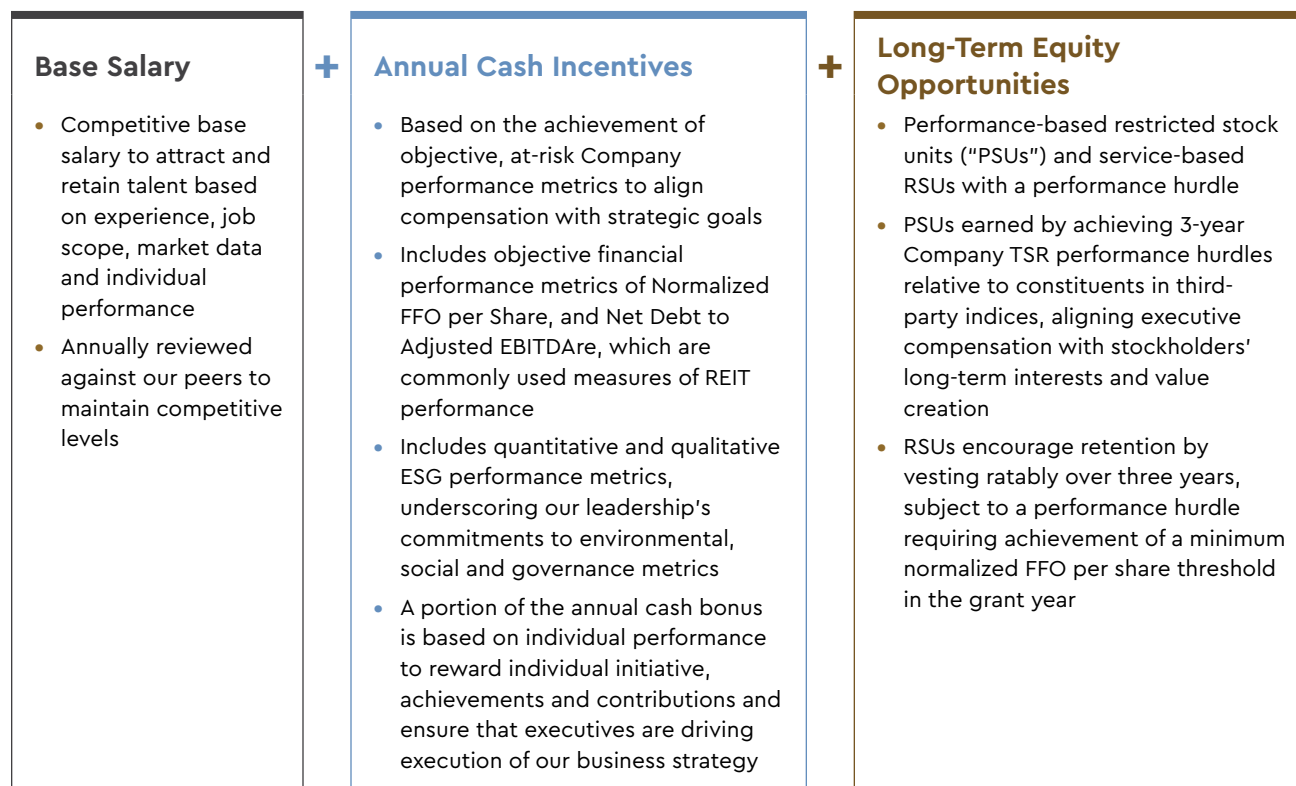 Base Salary
• Competitive base
salary to attract and
retain talent based
on experience, job
scope, market data
and individual
performance
• Annually reviewed
against our peers to
maintain competitive
levels
+
Annual Cash Incentives
• Based on the achievement of
objective, at-risk Company
performance metrics to align
compensation with strategic goals
• Includes objective financial
performance metrics of Normalized
FFO per Share, and Net Debt to
Adjusted EBITDAre, which are
commonly used measures of REIT
performance
• Includes quantitative and qualitative
ESG performance metrics,
underscoring our leadership's
commitments to environmental,
social and governance metrics
• A portion of the annual cash bonus
is based on individual performance
to reward individual initiative,
achievements and contributions and
ensure that executives are driving
execution of our business strategy
+
Long-Term Equity
Opportunities
• Performance-based restricted stock
units (“PSUs”) and service-based
RSUs with a performance hurdle
• PSUs earned by achieving 3-year
Company TSR performance hurdles
relative to constituents in third-
party indices, aligning executive
compensation with stockholders'
long-term interests and value
creation
• RSUs encourage retention by
vesting ratably over three years,
subject to a performance hurdle
requiring achievement of a minimum
normalized FFO per share threshold
in the grant year